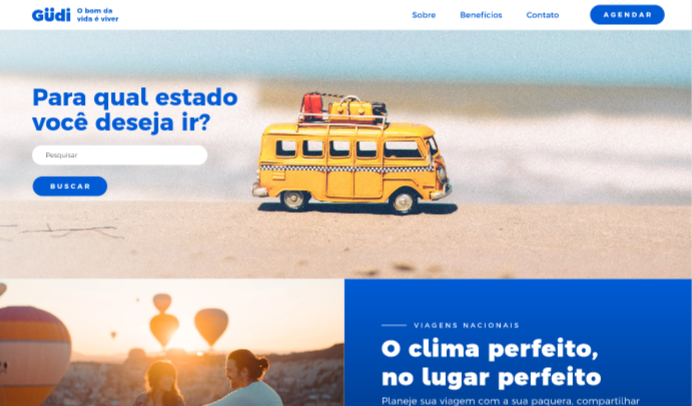 Güdi
O bom da
vida é viver
Sobre
Benefícios
Contato
AGENDAR
Para qual estado
você deseja ir?
Pesquisar
BUSCAR
VIAGENS NACIONAIS
O clima perfeito,
no lugar perfeito
Planeje sua viagem com a sua paquera, compartilhar